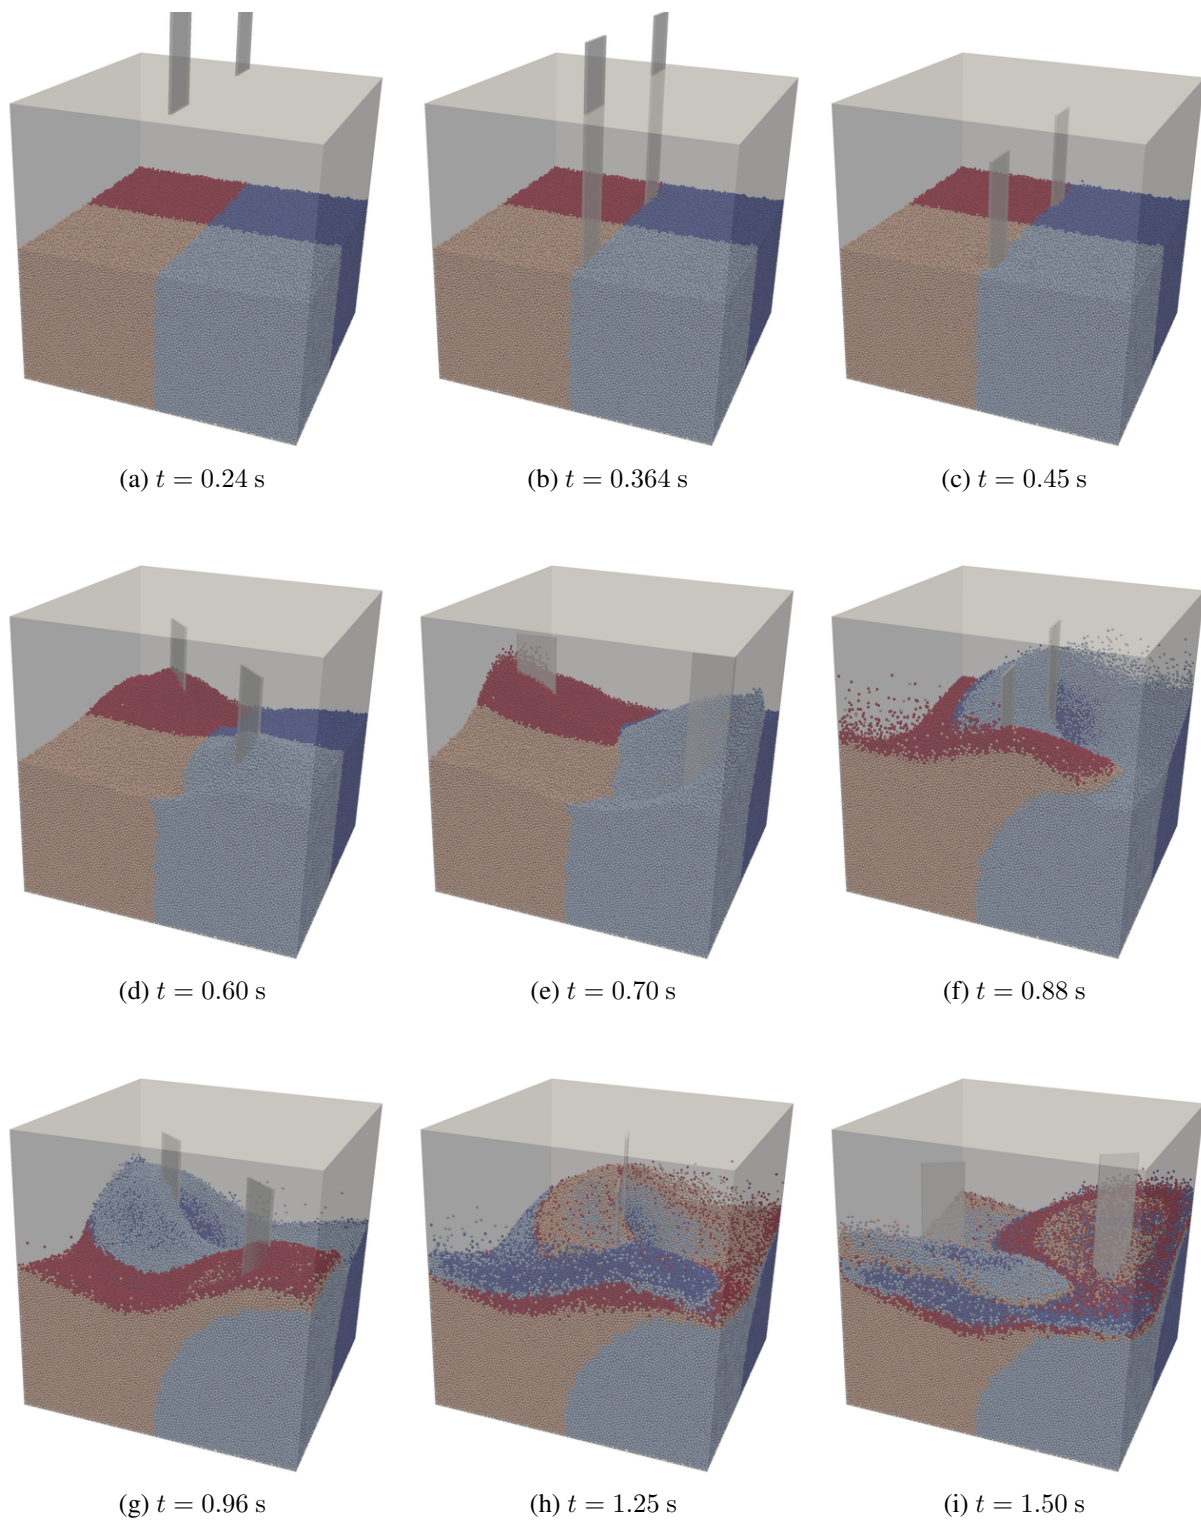 (a) t = 0.24 s
(b) t = 0.364 s
(c) t = 0.45 s
(d) t = 0.60 s
(e) t = 0.70 s
(f) t = 0.88 s
(g) t = 0.96 s
(h) t = 1.25 s
(i) t = 1.50 s